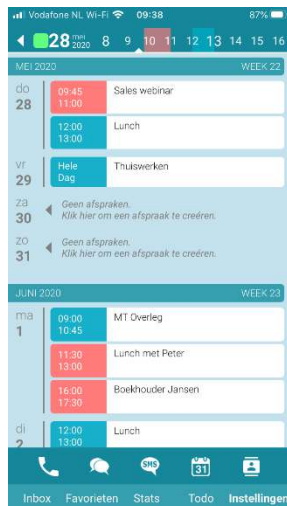 Vodafone NL Wi-Fi 09:38 87%
28 mei 2020 8 9 10 11 12 13 14 15 16
MEI 2020 WEEK 22
do 28
09:45 11:00 Sales webinar
12:00 13:00 Lunch
vr 29
Hele Dag Thuiswerken
za 30
Geen afspraken.
Klik hier om een afspraak te creëren.
zo 31
Geen afspraken.
Klik hier om een afspraak te creëren.
JUNI 2020 WEEK 23
ma 1
09:00 10:45 MT Overleg
11:30 13:00 Lunch met Peter
16:00 17:30 Boekhouder Jansen
di 2
12:00 13:00 Lunch
SMS 31
Inbox Favorieten Stats Todo Instellingen